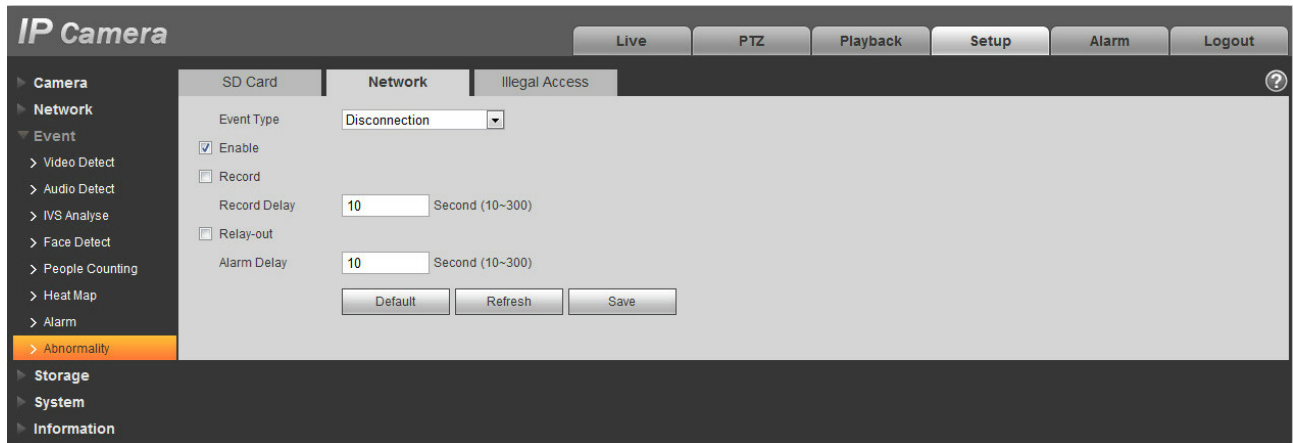 IP Camera
Live PTZ Playback Setup Alarm Logout
Camera
Network
Event
Video Detect
Audio Detect
IVS Analyse
Face Detect
People Counting
Heat Map
Alarm
Abnormality
Storage
System
Information
SD Card Network Illegal Access ?
Event Type Disconnection
Enable
Record
Record Delay 10 Second (10~300)
Relay-out
Alarm Delay 10 Second (10~300)
Default Refresh Save